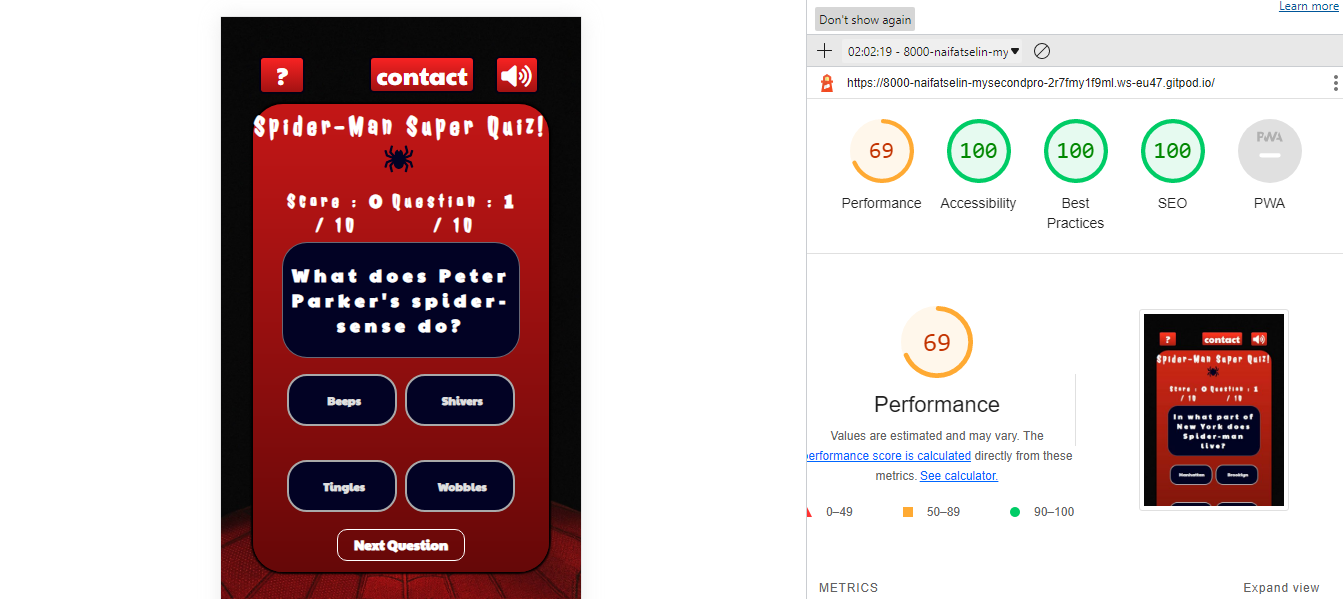 ?
contact
Spider-Man Super Quiz!
Score : 0 Question : 1
/ 10 / 10
What does Peter
Parker's spider-
sense do?
Beeps
Shivers
Tingles
Wobbles
Next Question
Learn more
Don't show again
02:02:19 - 8000-naifatselin-my
https://8000-naifatselin-mysecondpro-2r7fmy1f9ml.ws-eu47.gitpod.io/
69
100
100
100
PWA
Performance
Accessibility
Best
Practices
SEO
PWA
69
Performance
Values are estimated and may vary. The
performance score is calculated directly from these
metrics. See calculator.
0–49
50–89
90–100
?
contact
Spider-Man Super Quiz!
Score : 0 Question : 1
/ 10 / 10
In what part of
New York does
Spider-man
live?
Manhattan
Brooklyn
METRICS
Expand view